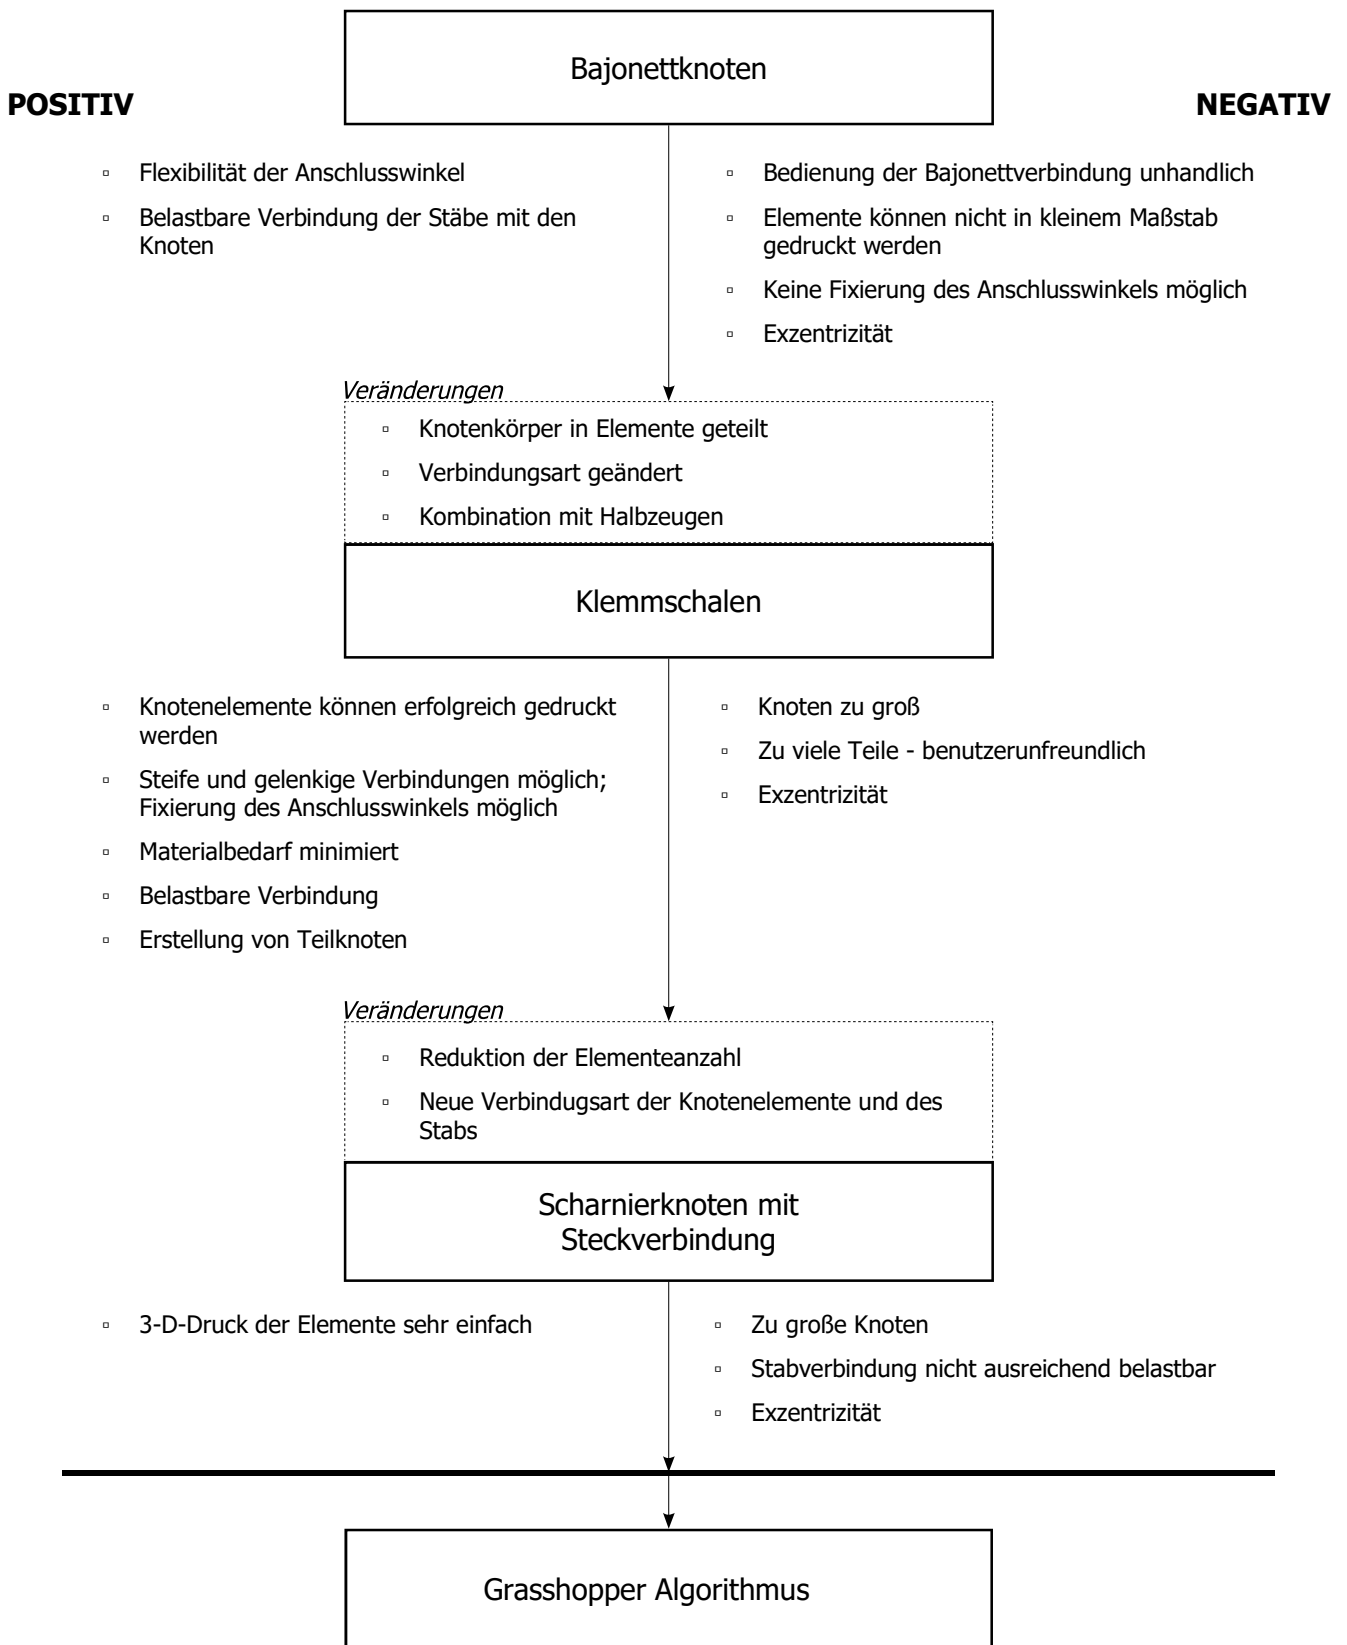 Bajonettknoten
POSITIV
NEGATIV
▫ Flexibilität der Anschlusswinkel
▫ Belastbare Verbindung der Stäbe mit den
Knoten
▫ Bedienung der Bajonettverbindung unhandlich
▫ Elemente können nicht in kleinem Maßstab
gedruckt werden
▫ Keine Fixierung des Anschlusswinkels möglich
▫ Exzentrizität
Veränderungen
▫ Knotenkörper in Elemente geteilt
▫ Verbindungsart geändert
▫ Kombination mit Halbzeugen
Klemmschalen
▫ Knotenelemente können erfolgreich gedruckt
werden
▫ Steife und gelenkige Verbindungen möglich;
Fixierung des Anschlusswinkels möglich
▫ Materialbedarf minimiert
▫ Belastbare Verbindung
▫ Erstellung von Teilknoten
▫ Knoten zu groß
▫ Zu viele Teile - benutzerunfreundlich
▫ Exzentrizität
Veränderungen
▫ Reduktion der Elementeanzahl
▫ Neue Verbindugsart der Knotenelemente und des
Stabs
Scharnierknoten mit
Steckverbindung
▫ 3-D-Druck der Elemente sehr einfach
▫ Zu große Knoten
▫ Stabverbindung nicht ausreichend belastbar
▫ Exzentrizität
Grasshopper Algorithmus